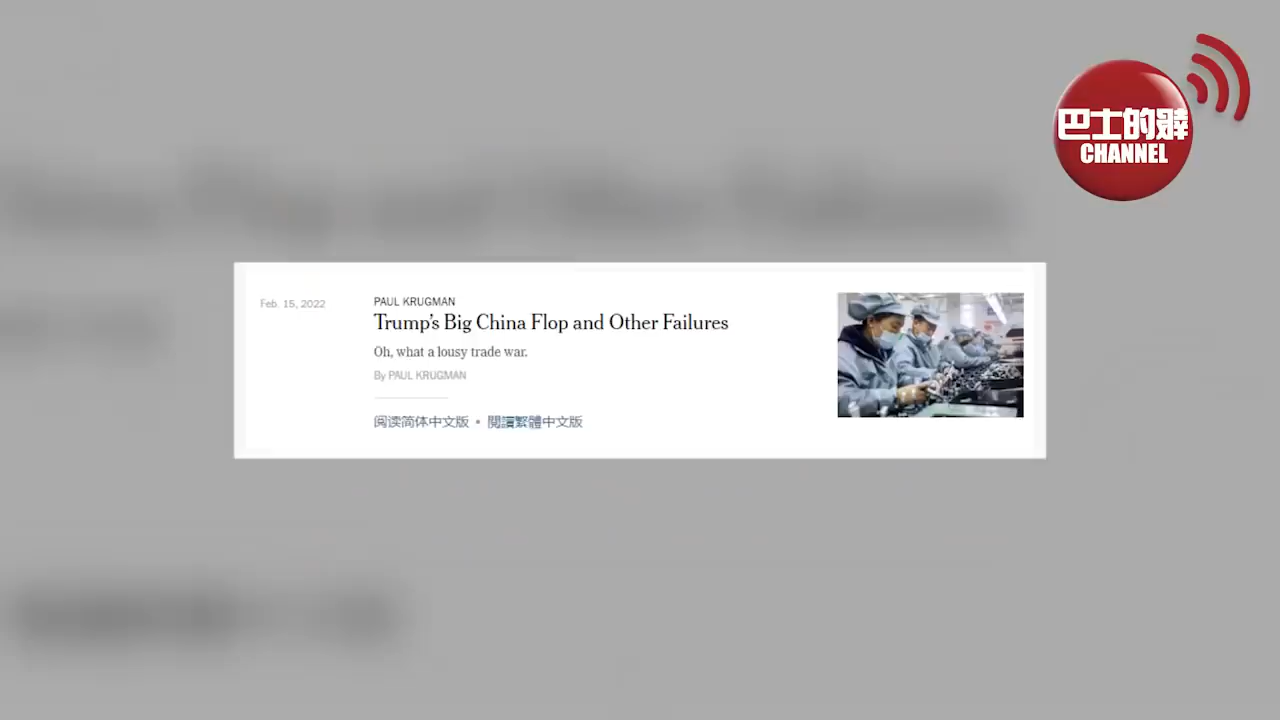 巴士的報
CHANNEL
Feb. 15, 2022
PAUL KRUGMAN
Trump's Big China Flop and Other Failures
Oh, what a lousy trade war.
By PAUL KRUGMAN
阅读简体中文版 • 閱讀繁體中文版